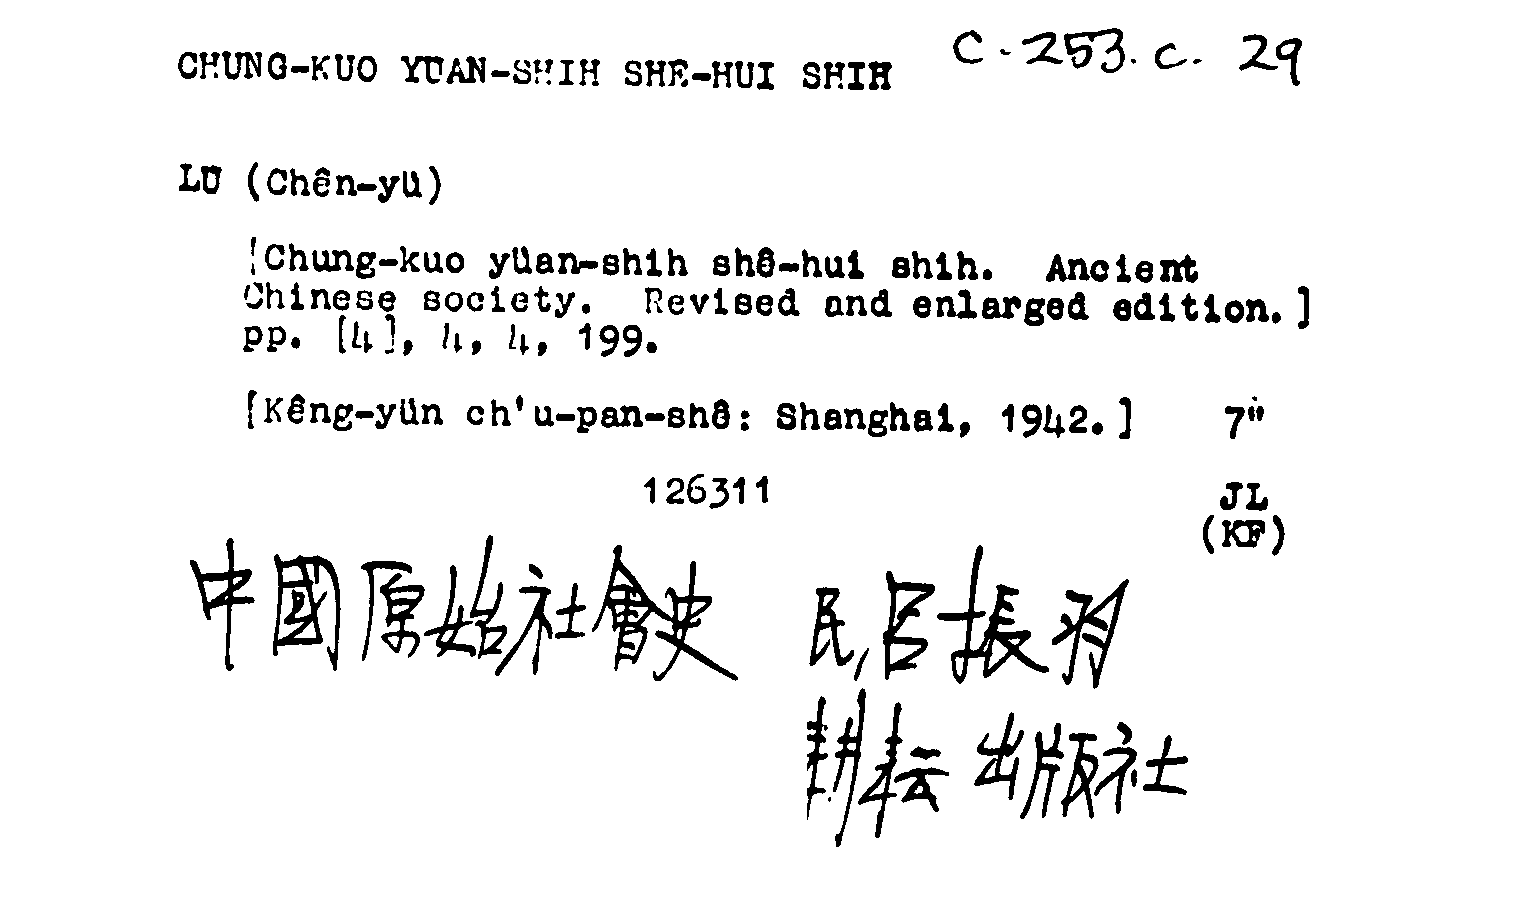 CHUNG-KUO YÜAN-SHIH SHE-HUI SHIH C-253.c. 29
LÜ (Chên-yü)
[Chung-kuo yüan-shih shê-hui shih. Ancient
Chinese society. Revised and enlarged edition.]
pp. [4], 4, 4, 199.
[Kêng-yün ch'u-pan-shê: Shanghai, 1942.] 7"
126311 JL
(KF)
中國原始社會史 民,呂振羽
耕耘出版社